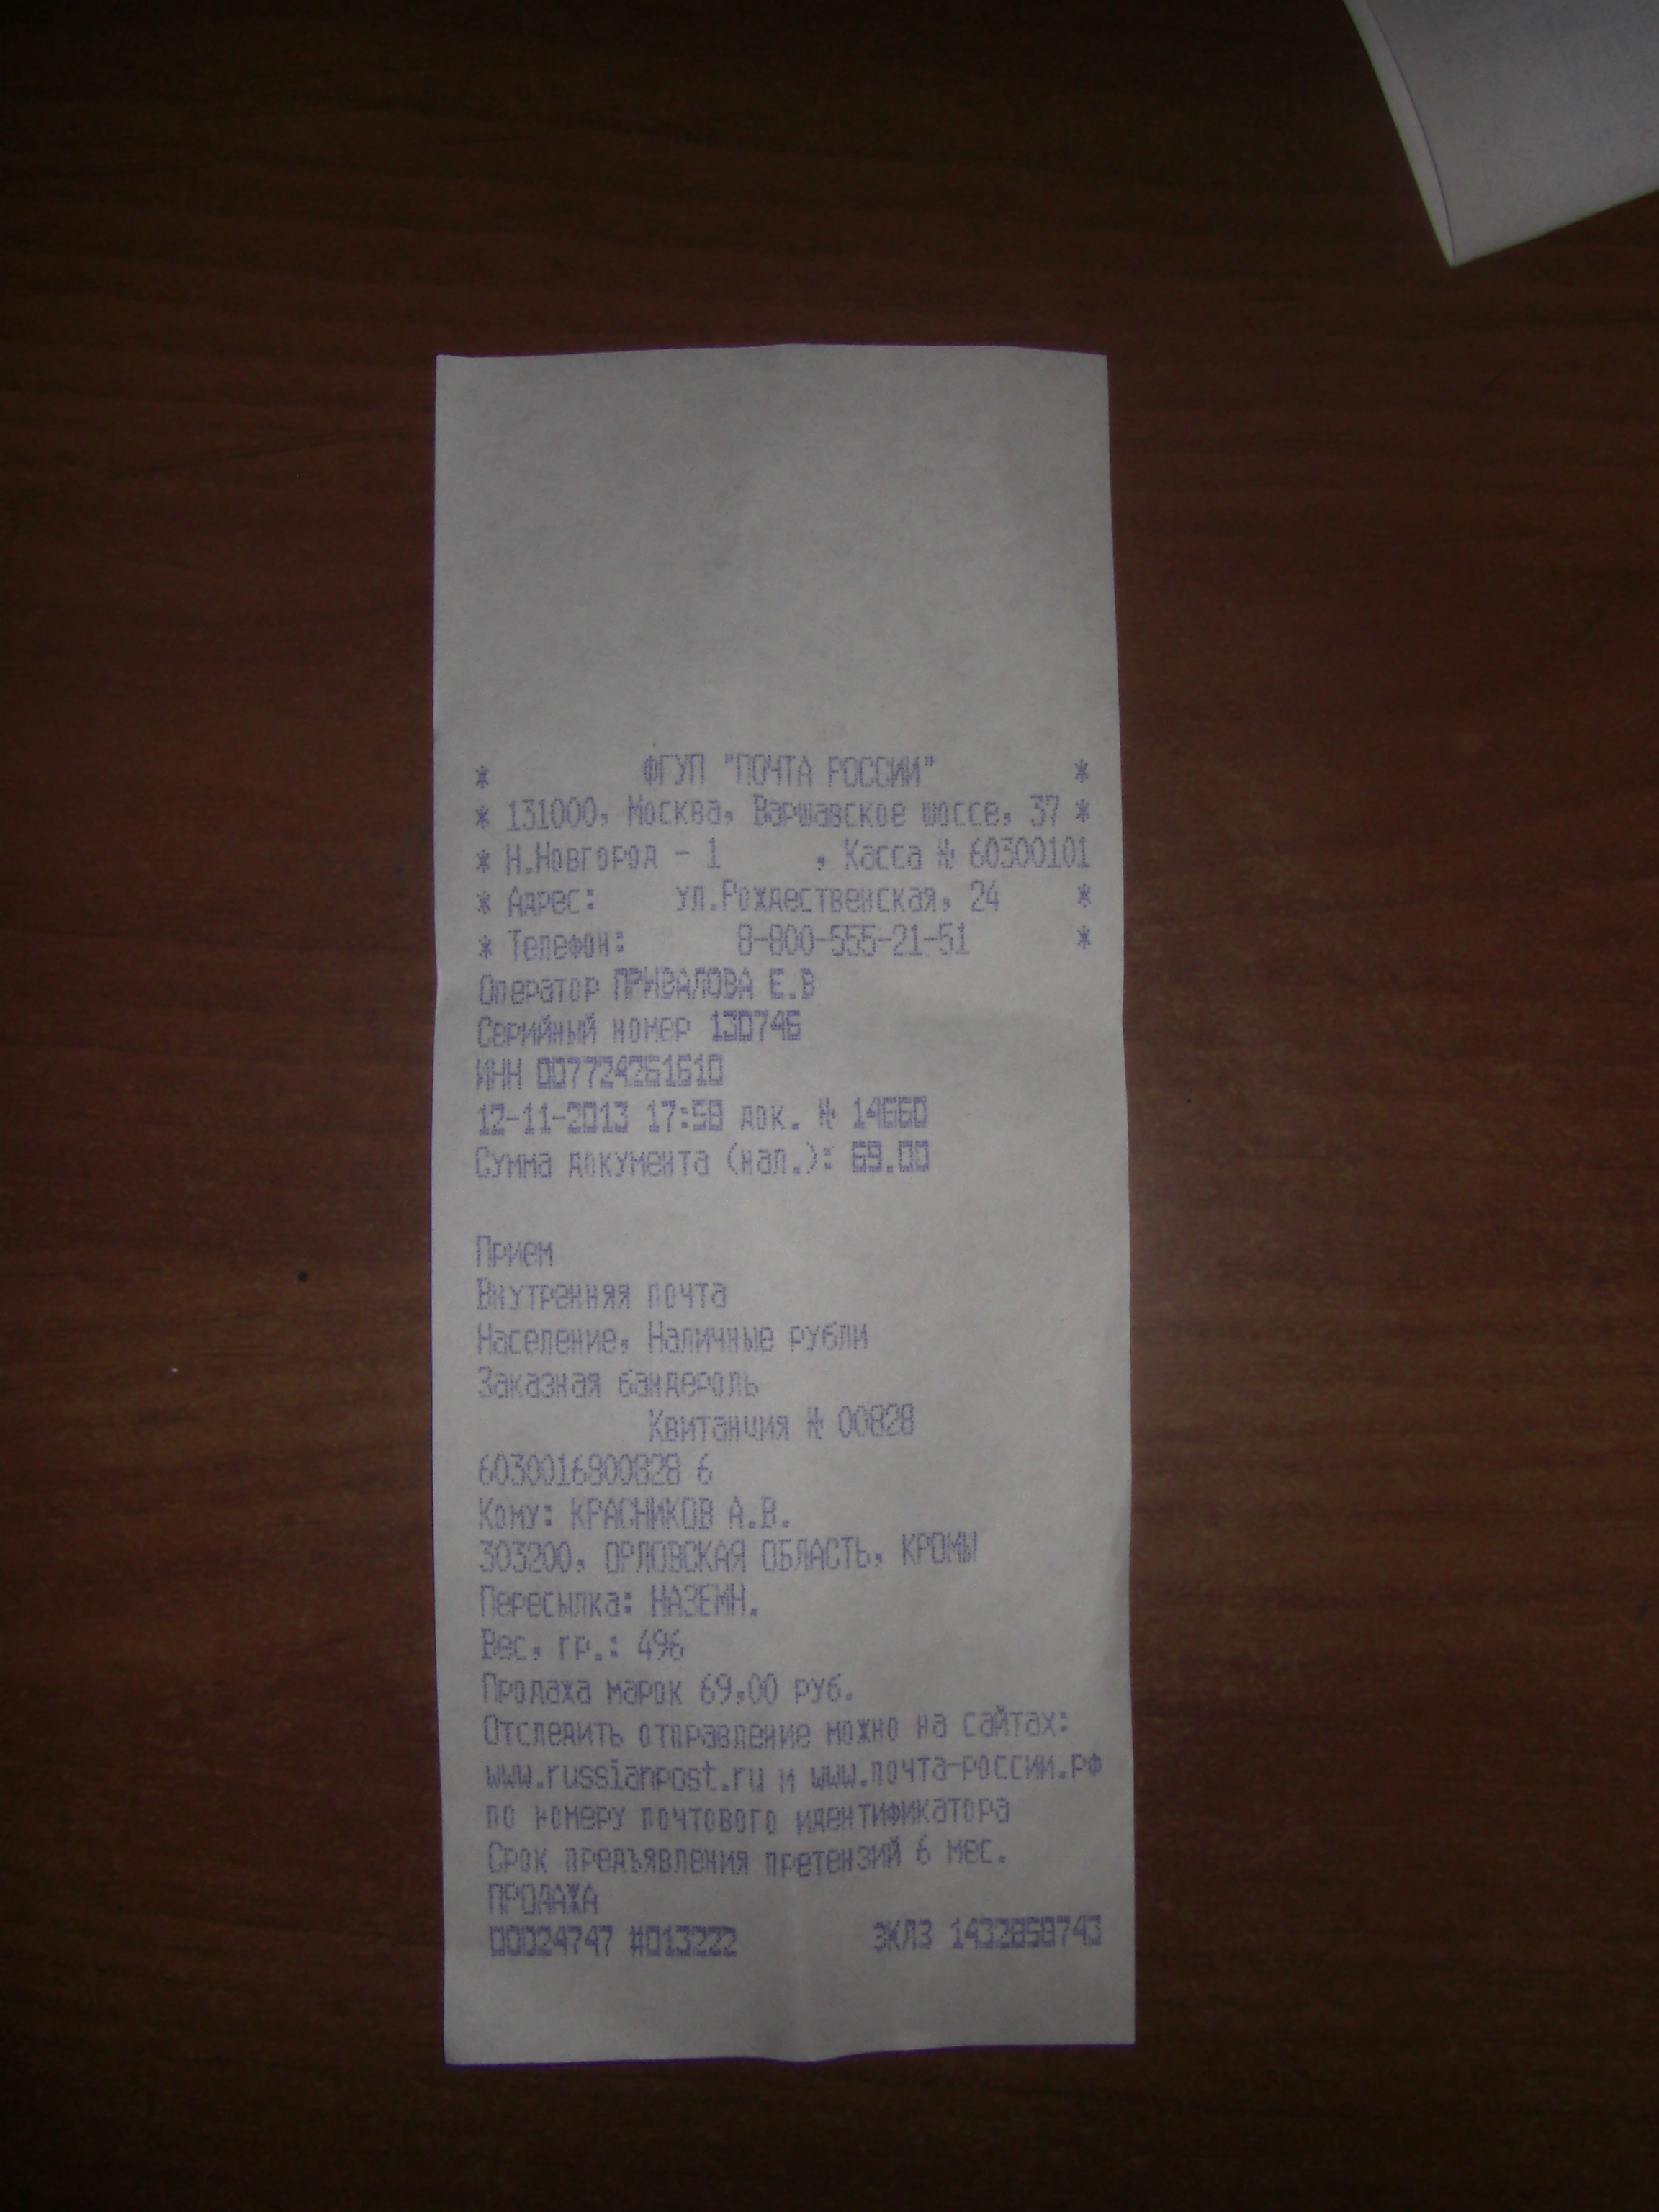 * ФГУП "ПОЧТА РОССИИ" *
* 131000, Москва, Варшавское шоссе, 37 *
* Н.Новгород - 1 , Касса № 60300101
* Адрес: ул.Рождественская, 24 *
* Телефон: 8-800-555-21-51 *
Оператор ПРИВАЛОВА Е.В
Серийный номер 130746
ИНН 007724261610
12-11-2013 17:58 док. № 14660
Сумма документа (нал.): 69.00
Прием
Внутренняя почта
Население, Наличные рубли
Заказная бандероль
Квитанция № 00828
6030016800828 6
Кому: КРАСНИКОВ А.В.
303200, ОРЛОВСКАЯ ОБЛАСТЬ, КРОМЫ
Пересылка: НАЗЕМН.
Вес, гр.: 496
Продажа марок 69,00 руб.
Отследить отправление можно на сайтах:
www.russianpost.ru и www.почта-россии.рф
по номеру почтового идентификатора
Срок предъявления претензий 6 мес.
ПРОДАЖА
00024747 #013222 ЭКЛЗ 1432858743